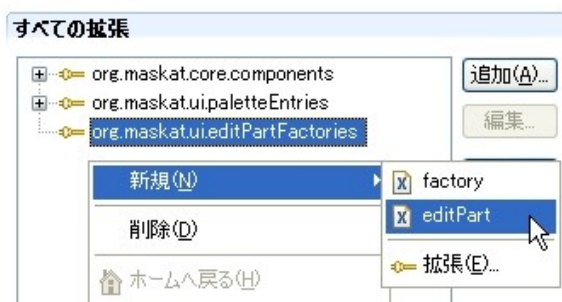 すべての拡張
org.maskat.core.components
org.maskat.ui.paletteEntries
org.maskat.ui.editPartFactories
追加(A)...
編集...
新規(N)
削除(D)
ホームへ戻る(H)
factory
editPart
拡張(E)...